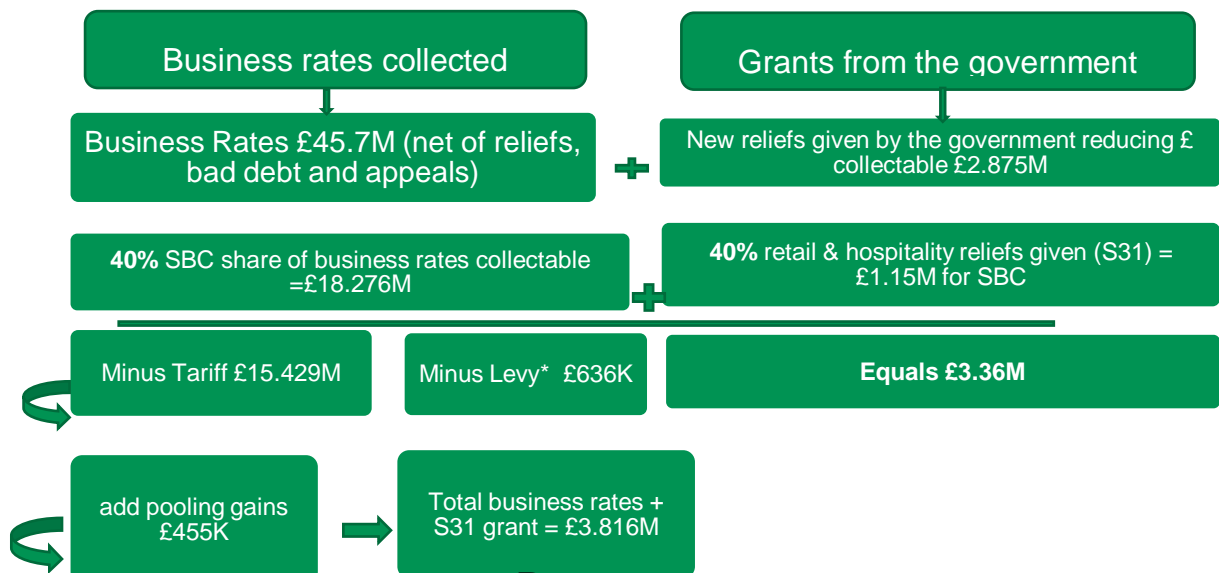 Business rates collected
Grants from the government
Business Rates £45.7M (net of reliefs,
bad debt and appeals)
New reliefs given by the government reducing £
collectable £2.875M
40% SBC share of business rates collectable
=£18.276M
40% retail & hospitality reliefs given (S31) =
£1.15M for SBC
Minus Tariff £15.429M
Minus Levy* £636K
Equals £3.36M
add pooling gains
£455K
Total business rates +
S31 grant = £3.816M